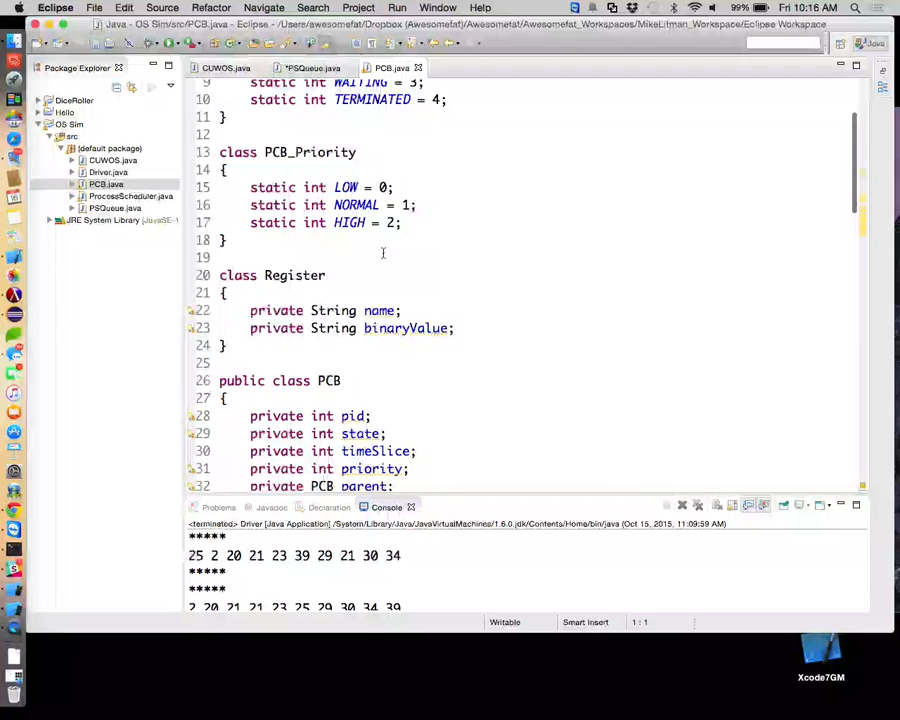 Eclipse File Edit Source Refactor Navigate Search Project Run Window Help 99% Fri 10:16 AM
Java - OS Sim/src/PCB.java - Eclipse - /Users/awesomefat/Dropbox (Awesomefat)/Awesomefat_Workspaces/MikeLitman_Workspace/Eclipse Workspace
Java
Package Explorer
CUWOS.java *PSQueue.java PCB.java
DiceRoller
Hello
OS Sim
src
(default package)
CUWOS.java
Driver.java
PCB.java
ProcessScheduler.java
PSQueue.java
JRE System Library [JavaSE-1
9 static int WAITING = 3;
10 static int TERMINATED = 4;
11 }
12
13 class PCB_Priority
14 {
15 static int LOW = 0;
16 static int NORMAL = 1;
17 static int HIGH = 2;
18 }
19
20 class Register
21 {
22 private String name;
23 private String binaryValue;
24 }
25
26 public class PCB
27 {
28 private int pid;
29 private int state;
30 private int timeSlice;
31 private int priority;
32 private PCB parent;
Problems Javadoc Declaration Console
<terminated> Driver [Java Application] /System/Library/Java/JavaVirtualMachines/1.6.0.jdk/Contents/Home/bin/java (Oct 15, 2015, 11:09:59 AM)
*****
25 2 20 21 23 39 29 21 30 34
*****
*****
2 20 21 21 23 25 29 30 34 39
Writable Smart Insert 1 : 1
Xcode7GM